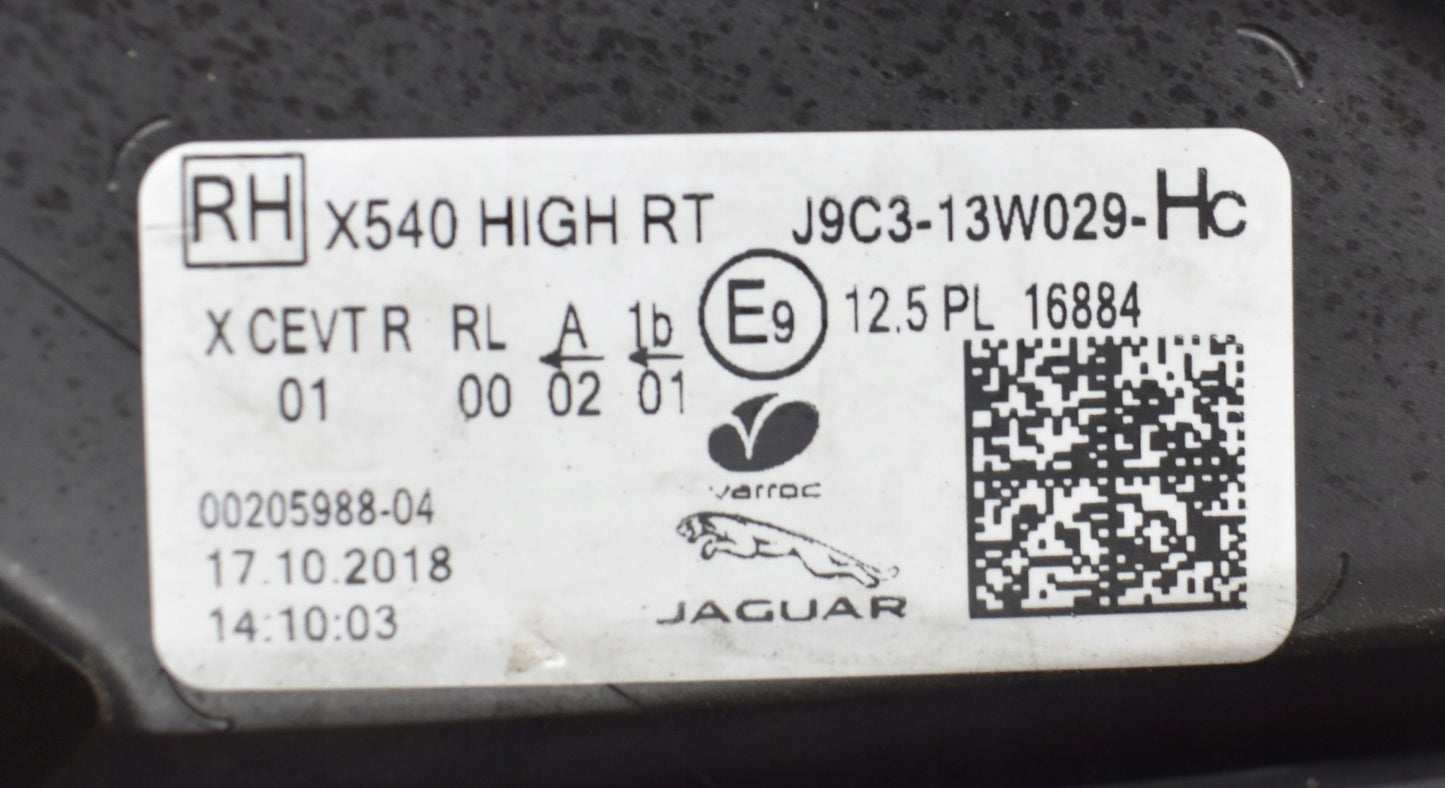 RH X540 HIGH RT J9C3-13W029-HC
X CEVT R RL A 1b E9 12.5 PL 16884
01 00 02 01
varroc
00205988-04
17.10.2018
14:10:03
JAGUAR